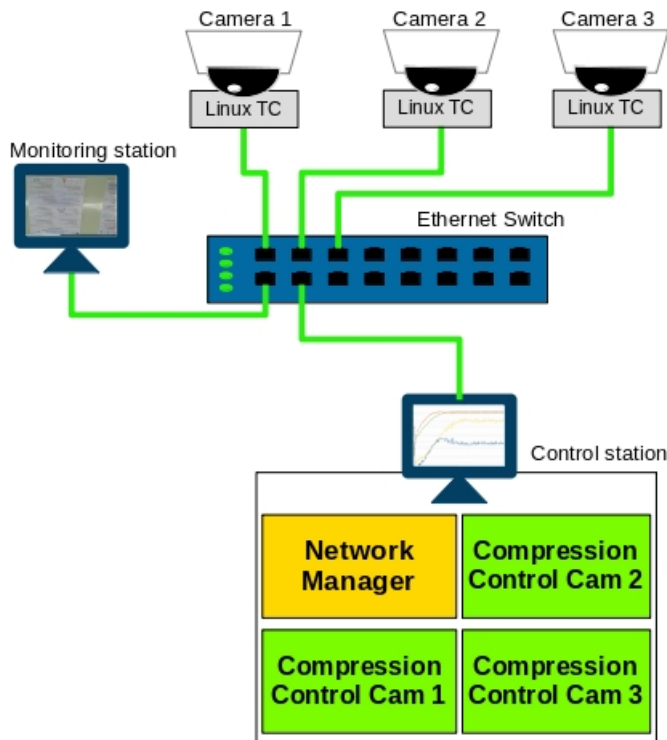 Camera 1
Camera 2
Camera 3
Linux TC
Linux TC
Linux TC
Monitoring station
Ethernet Switch
Control station
Network
Manager
Compression
Control Cam 2
Compression
Control Cam 1
Compression
Control Cam 3